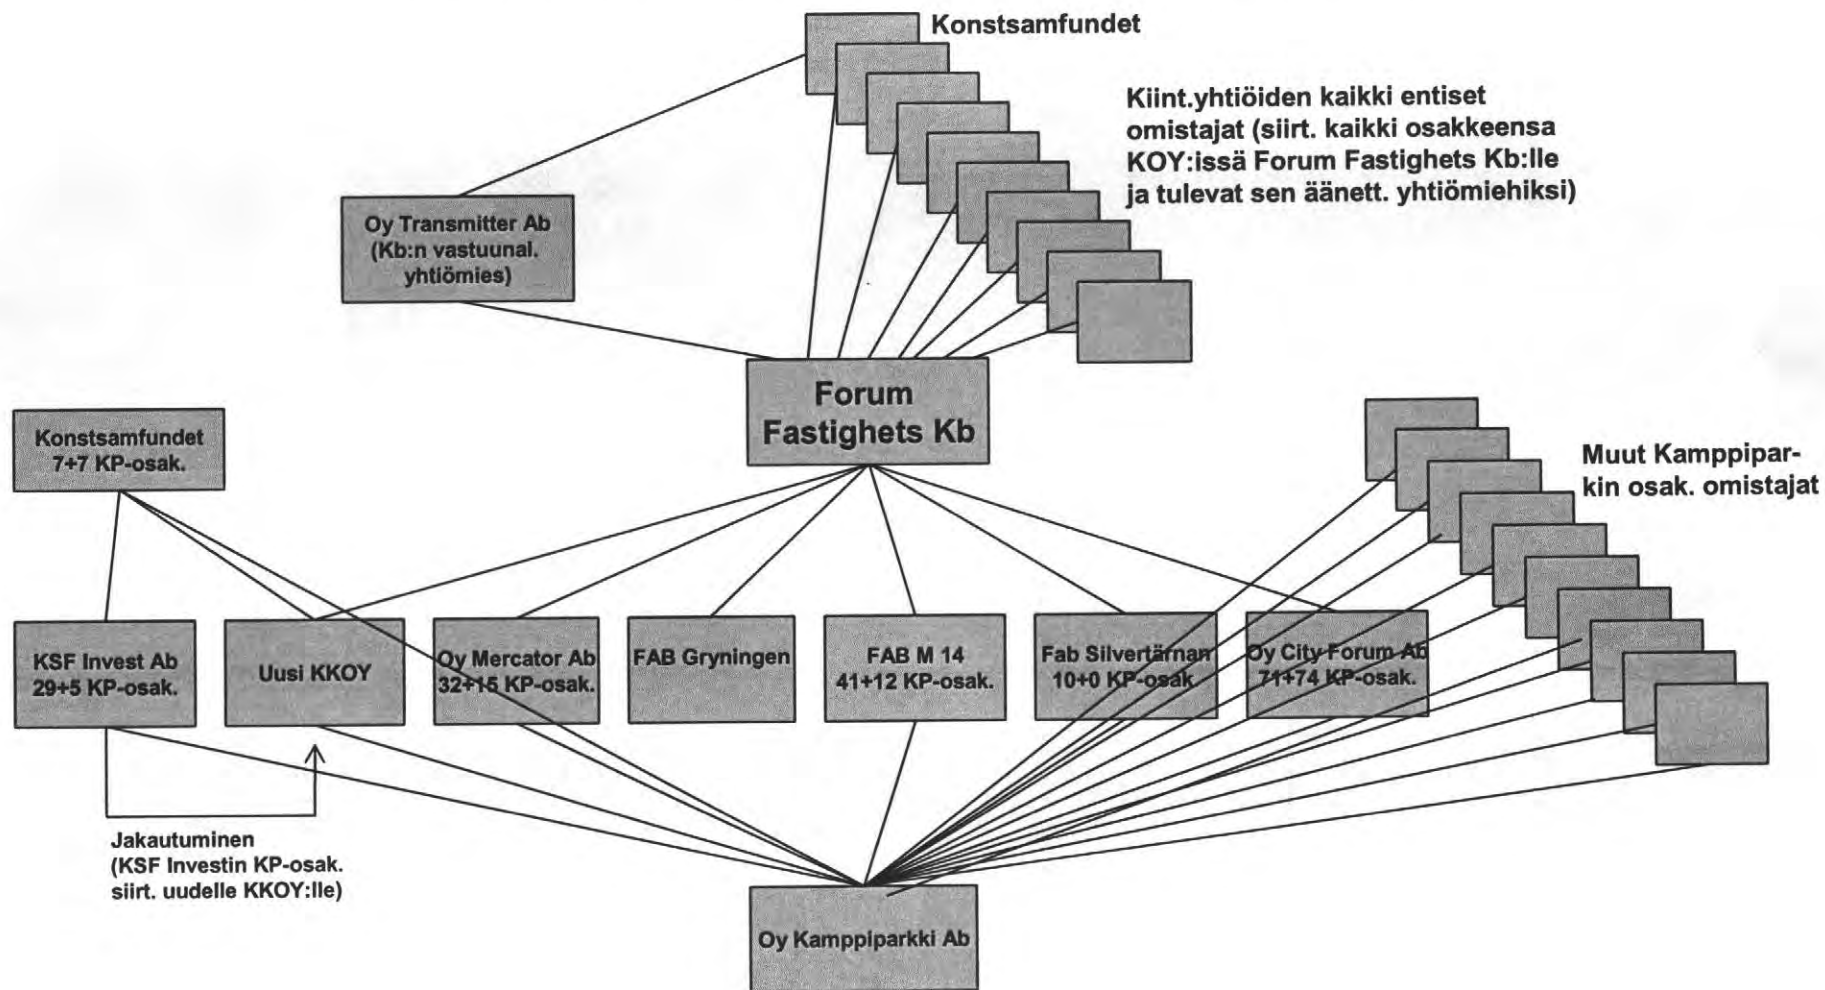 Konstsamfundet
Kiint.yhtiöiden kaikki entiset
omistajat (siirt. kaikki osakkeensa
KOY:issä Forum Fastighets Kb:lle
ja tulevat sen äänett. yhtiömiehiksi)
Oy Transmitter Ab
(Kb:n vastuunal.
yhtiömies)
Forum
Fastighets Kb
Konstsamfundet
7+7 KP-osak.
Muut Kamppipar-
kin osak. omistajat
KSF Invest Ab
29+5 KP-osak.
Uusi KKOY
Oy Mercator Ab
32+15 KP-osak.
FAB Gryningen
FAB M 14
41+12 KP-osak.
Fab Silvertärnan
10+0 KP-osak
Oy City Forum Ab
71+74 KP-osak.
Jakautuminen
(KSF Investin KP-osak.
siirt. uudelle KKOY:lle)
Oy Kamppiparkki Ab